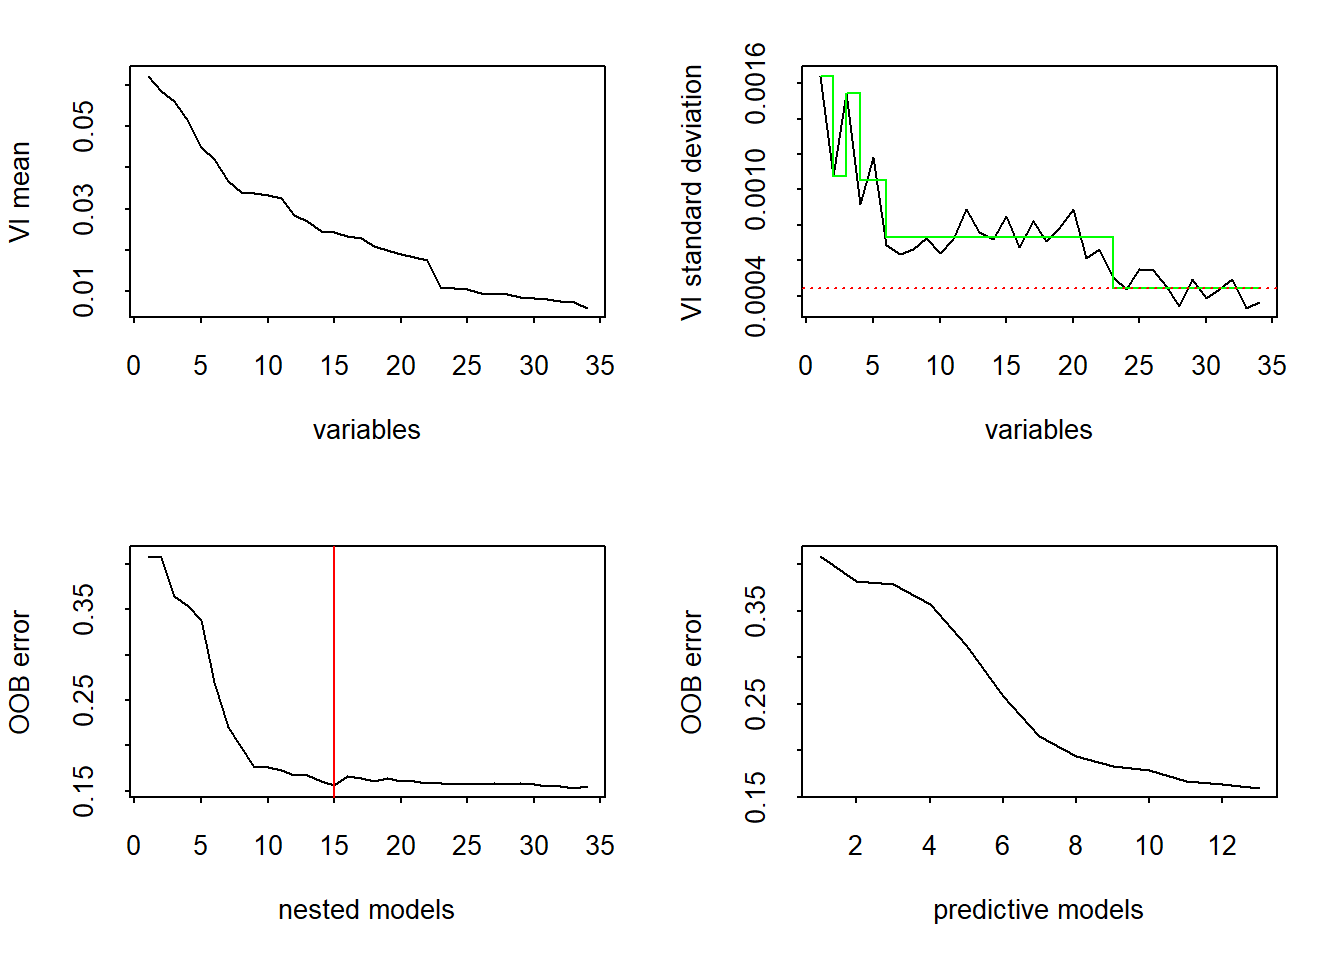 VI mean
0.01 0.03 0.05
0 5 10 15 20 25 30 35
variables
VI standard deviation
0.0004 0.0010 0.0016
0 5 10 15 20 25 30 35
variables
OOB error
0.15 0.25 0.35
0 5 10 15 20 25 30 35
nested models
OOB error
0.15 0.25 0.35
2 4 6 8 10 12
predictive models